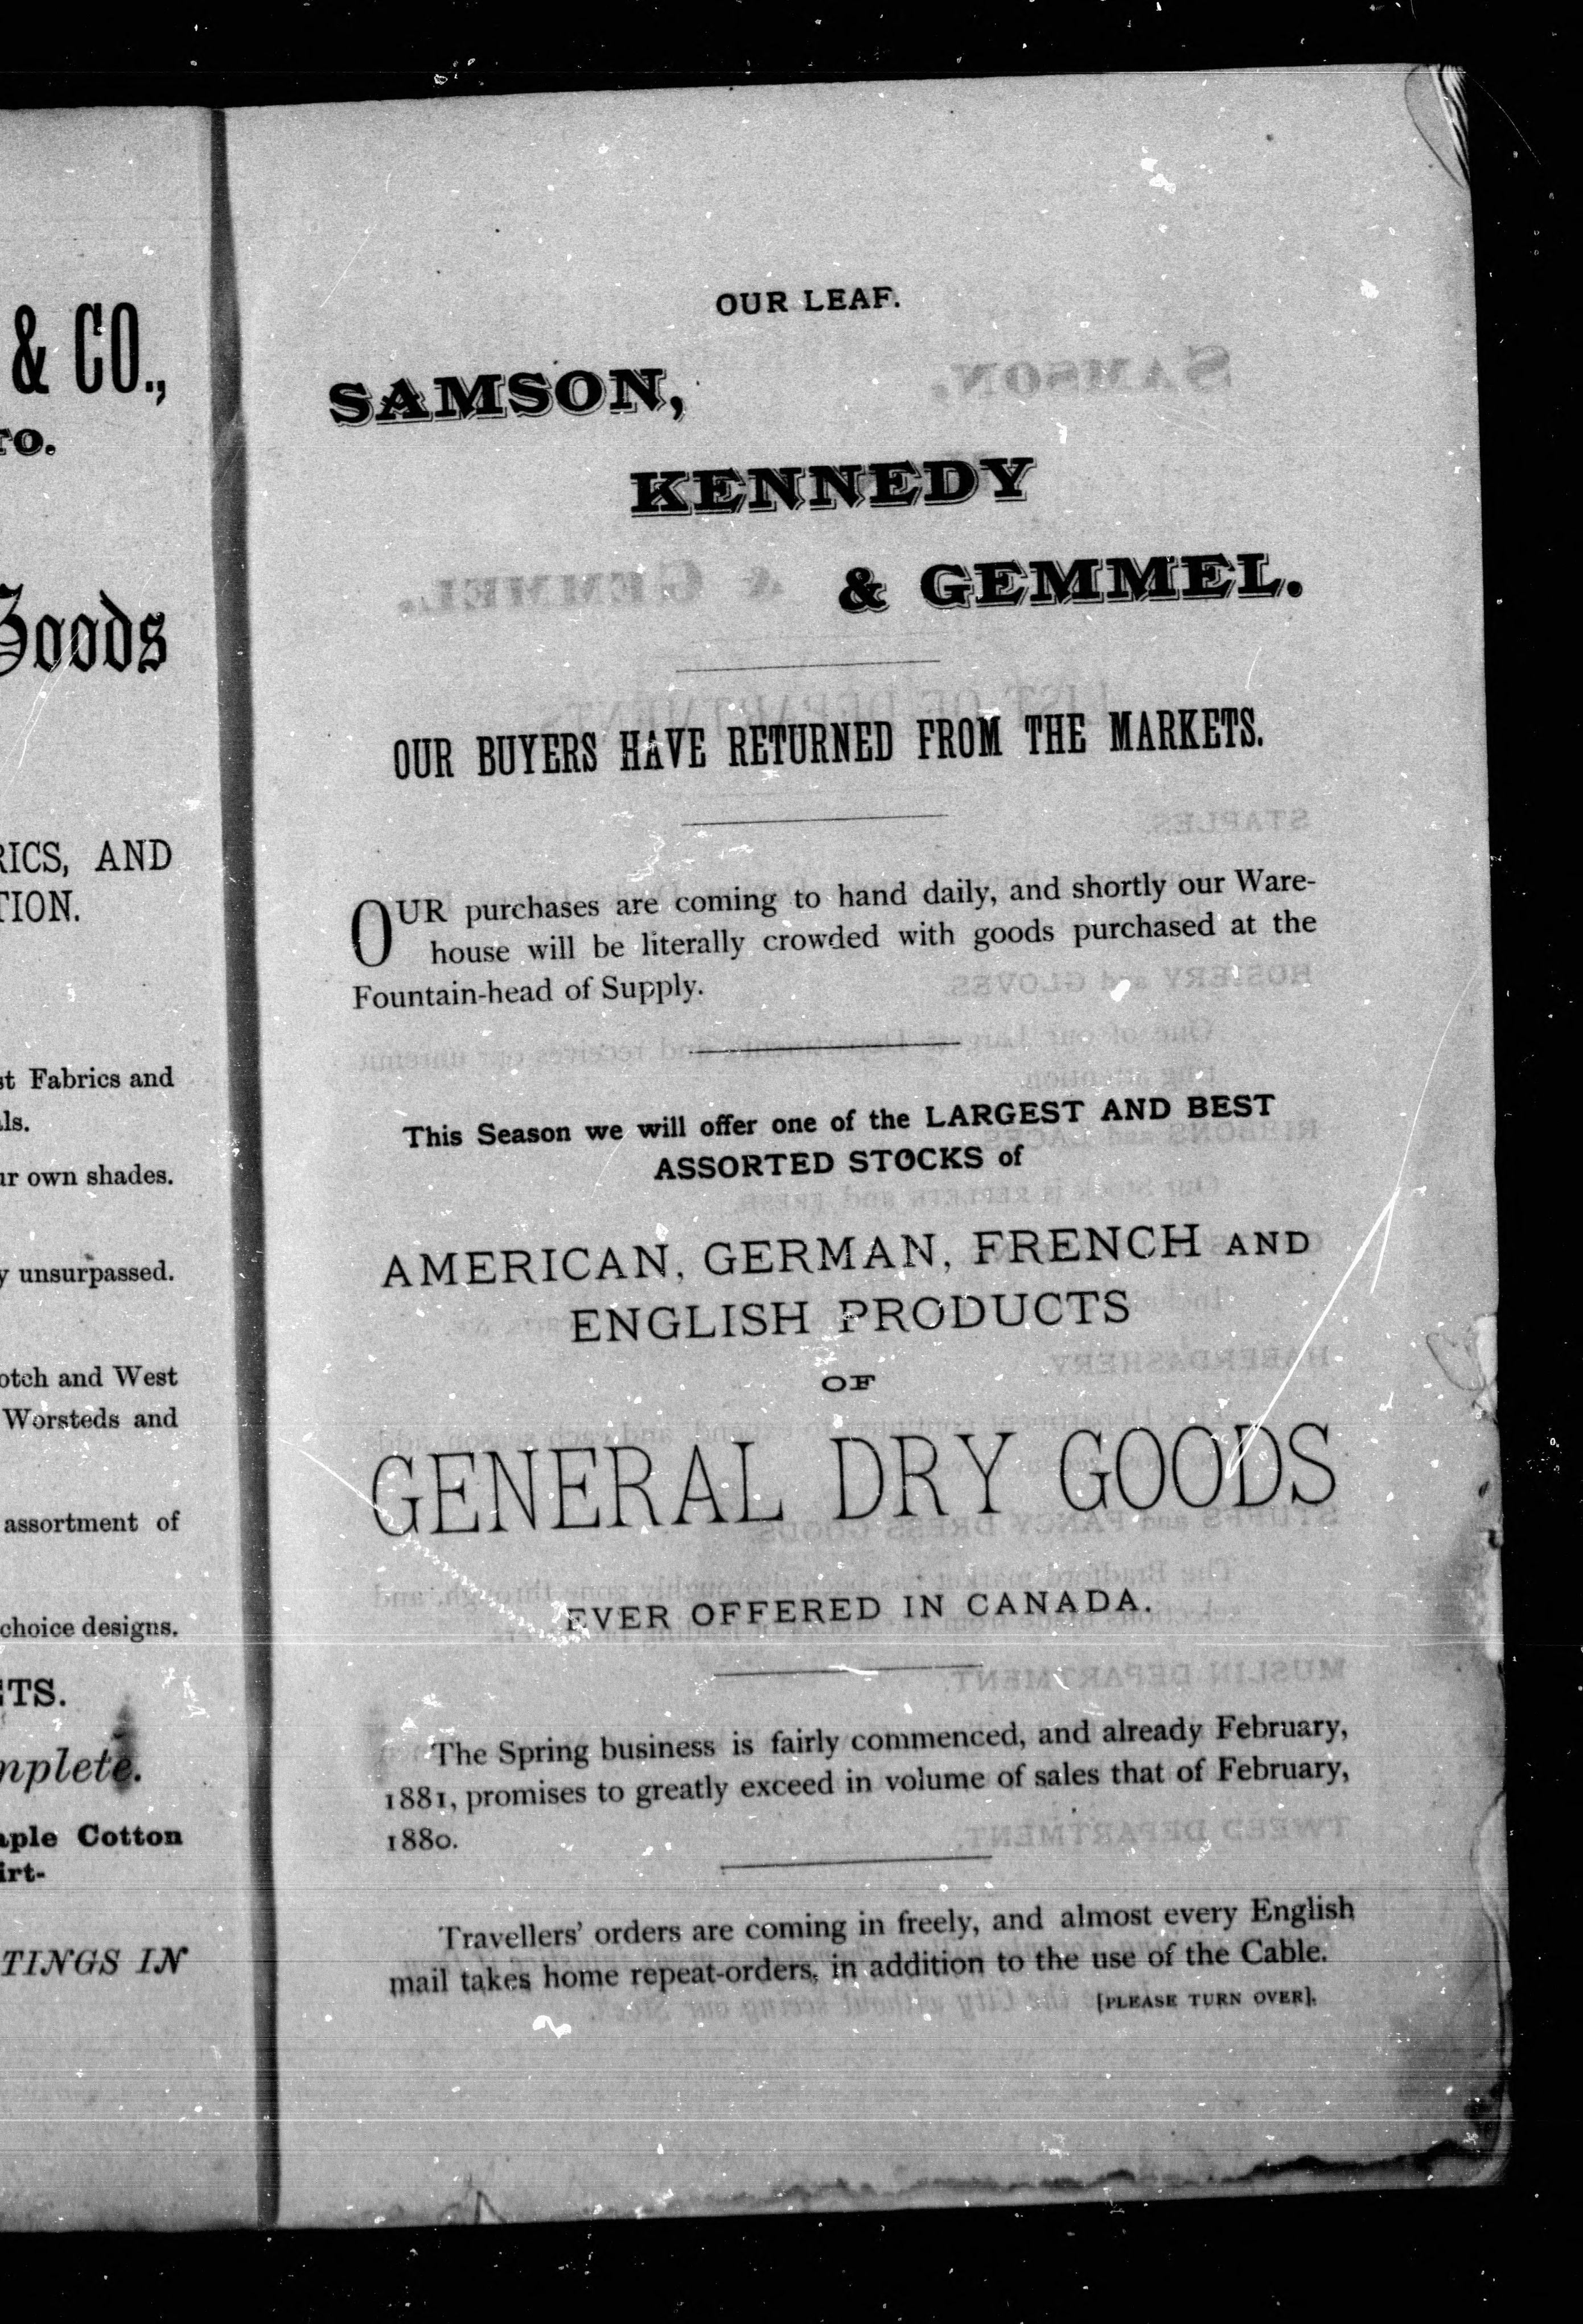 & CO.,
TO.
Goods
RICS, AND
TION.
st Fabrics and
ls.
ur own shades.
y unsurpassed.
otch and West
Worsteds and
assortment of
choice designs.
TS.
mplete.
aple Cotton
irt-
TINGS IN
OUR LEAF.
SAMSON,
KENNEDY
& GEMMEL.
OUR BUYERS HAVE RETURNED FROM THE MARKETS.
OUR purchases are coming to hand daily, and shortly our Ware-
house will be literally crowded with goods purchased at the
Fountain-head of Supply.
This Season we will offer one of the LARGEST AND BEST
ASSORTED STOCKS of
AMERICAN, GERMAN, FRENCH AND
ENGLISH PRODUCTS
OF
GENERAL DRY GOODS
EVER OFFERED IN CANADA.
The Spring business is fairly commenced, and already February,
1881, promises to greatly exceed in volume of sales that of February,
1880.
Travellers' orders are coming in freely, and almost every English
mail takes home repeat-orders, in addition to the use of the Cable.
[PLEASE TURN OVER].